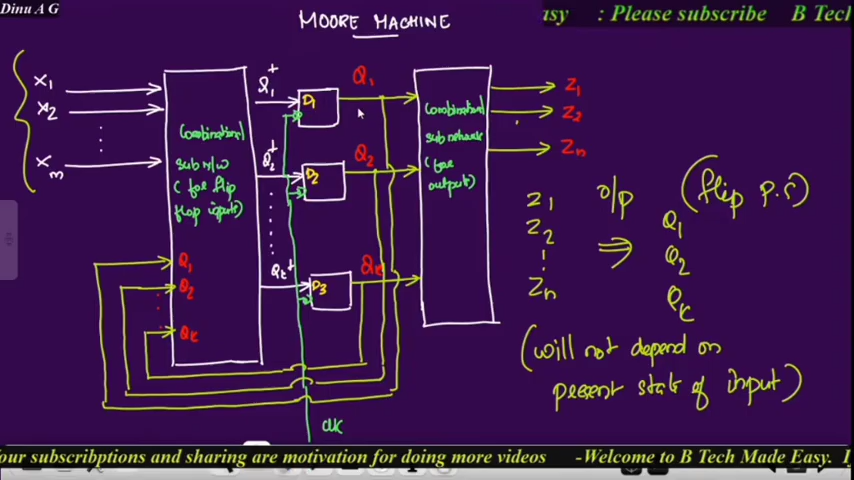 Dinu A G
asy : Please subscribe B Tech
MOORE MACHINE
X1
X2
Xm
Combinational
sub n/w
(for flip
flop inputs)
Q1
Q2
Qk
Q1+
Q2+
Qk+
D1
D2
D3
Q1
Q2
Qk
clk
Combinational
subnetwork
(for
output)
Z1
Z2
Zn
Z1 o/p (flip p.s)
Z2 ⇒ Q1
Zn Q2
Qk
(will not depend on
present state of input)
our subscribptions and sharing are motivation for doing more videos -Welcome to B Tech Made Easy. I